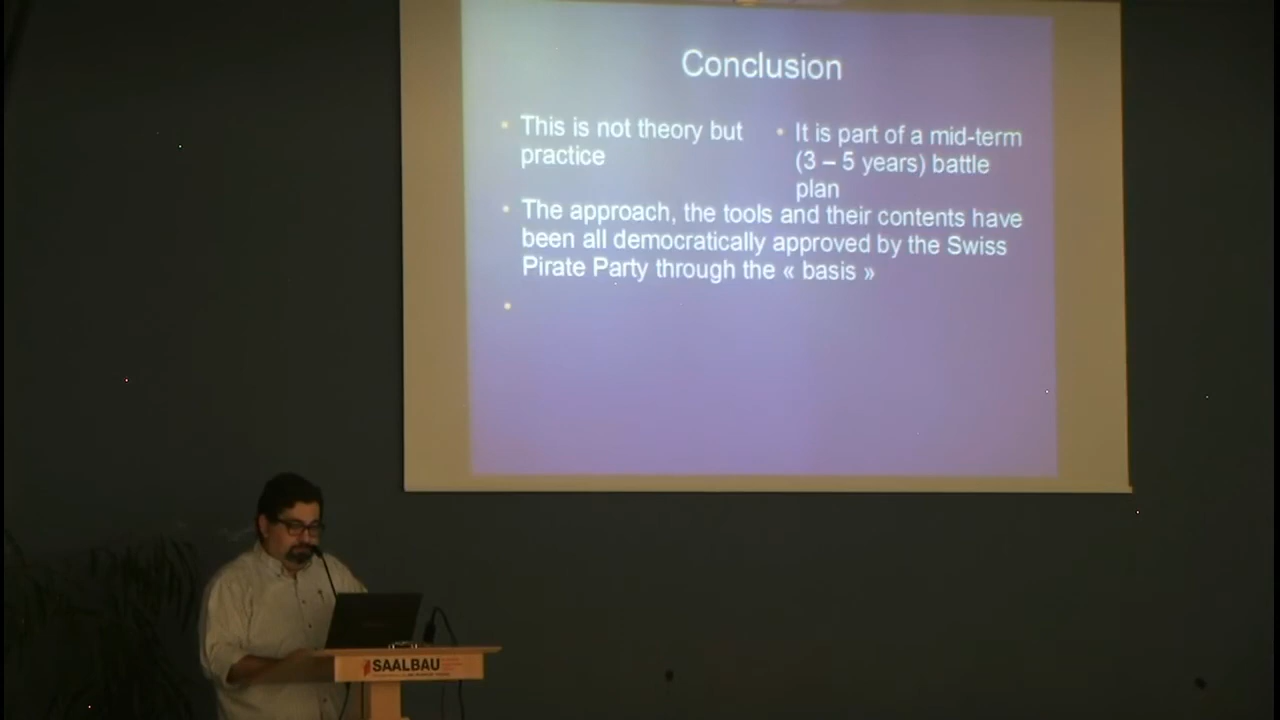 Conclusion
This is not theory but
practice
It is part of a mid-term
(3 – 5 years) battle
plan
The approach, the tools and their contents have
been all democratically approved by the Swiss
Pirate Party through the « basis »
SAALBAU